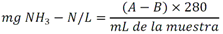 mg NH₃ − N/L = (A − B) × 280 / mL de la muestra